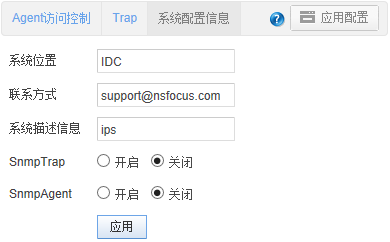 Agent访问控制 Trap 系统配置信息 ? 应用配置
系统位置 IDC
联系方式 support@nsfocus.com
系统描述信息 ips
SnmpTrap 开启 关闭
SnmpAgent 开启 关闭
应用